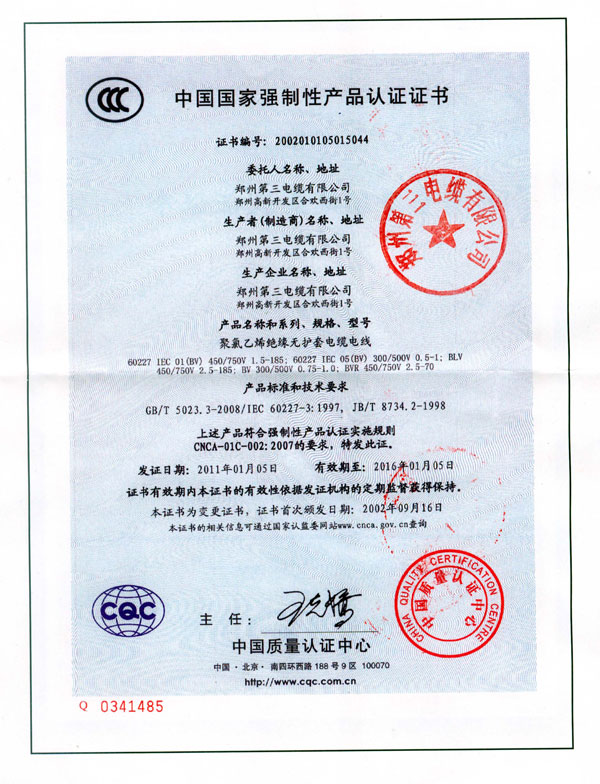 中国国家强制性产品认证证书
证书编号：2002010105015044
委托人名称、地址
郑州第三电缆有限公司
郑州高新开发区合欢西街1号
生产者(制造商)名称、地址
郑州第三电缆有限公司
郑州高新开发区合欢西街1号
生产企业名称、地址
郑州第三电缆有限公司
郑州高新开发区合欢西街1号
郑州第三电缆有限公司
产品名称和系列、规格、型号
聚氯乙烯绝缘无护套电缆电线
60227 IEC 01(BV) 450/750V 1.5-185; 60227 IEC 05(BV) 300/500V 0.5-1; BLV
450/750V 2.5-185; BV 300/500V 0.75-1.0; BVR 450/750V 2.5-70
产品标准和技术要求
GB/T 5023.3-2008/IEC 60227-3:1997, JB/T 8734.2-1998
上述产品符合强制性产品认证实施规则
CNCA-01C-002:2007的要求，特发此证。
发证日期：2011年01月05日 有效期至：2016年01月05日
证书有效期内本证书的有效性依据发证机构的定期监督获得保持。
本证书为变更证书，证书首次颁发日期：2002年09月16日
本证书的相关信息可通过国家认监委网站www.cnca.gov.cn查询
CQC
主 任：
CHINA QUALITY CERTIFICATION CENTRE
中国质量认证中心
中国质量认证中心
中国·北京·南四环西路188号9区 100070
http://www.cqc.com.cn
Q 0341485